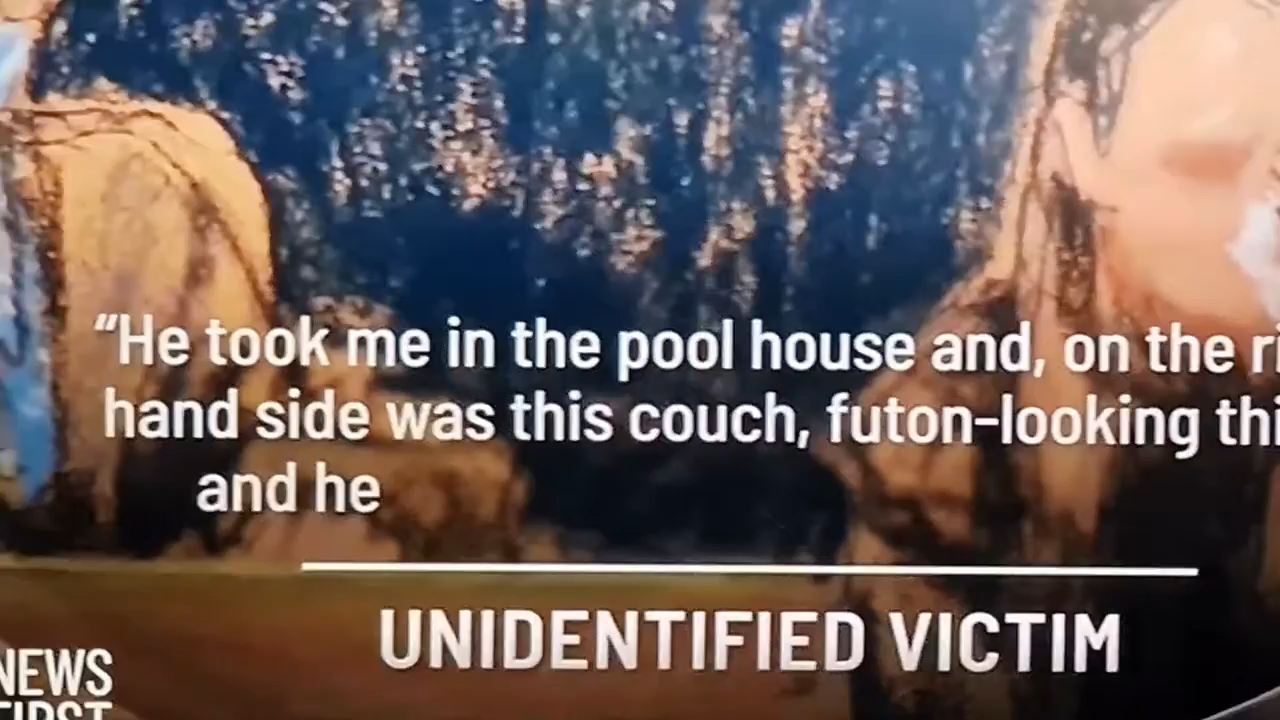 “He took me in the pool house and, on the
hand side was this couch, futon-looking
and he
UNIDENTIFIED VICTIM
NEWS
FIRST